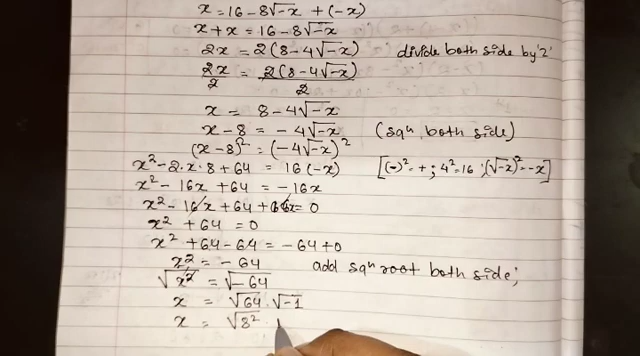 x = 16 - 8√-x + (-x)
x + x = 16 - 8√-x
2x = 2(8 - 4√-x) divide both side by '2'
2x/2 = 2(8 - 4√-x)/2
x = 8 - 4√-x
x - 8 = - 4√-x (sqr both side)
(x - 8)² = (-4√-x)²
x² - 2·x·8 + 64 = 16(-x) [(-)² = + ; 4² = 16 ; (√-x)² = -x]
x² - 16x + 64 = - 16x
x² - 16x + 64 + 16x = 0
x² + 64 = 0
x² + 64 - 64 = - 64 + 0
x² = - 64 add sqr root both side;
√x² = √-64
x = √64 · √-1
x = √8² ·